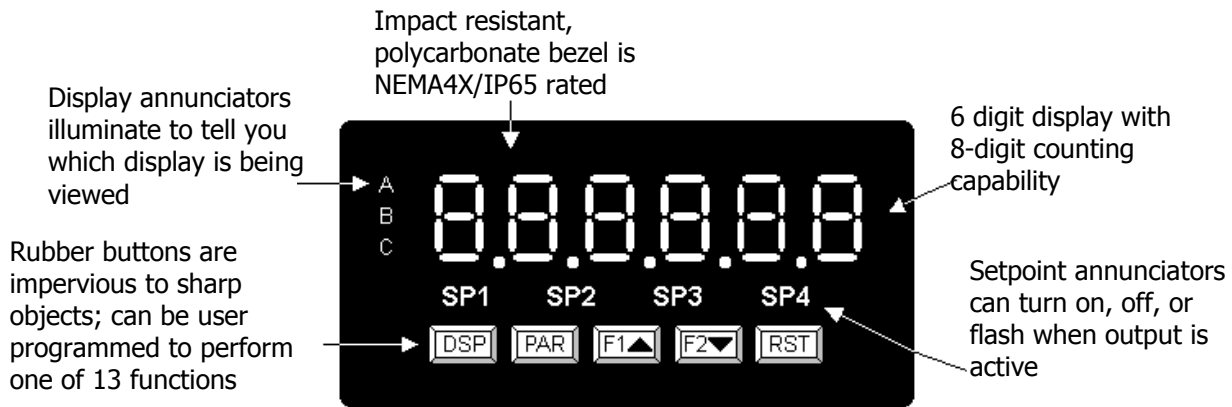 Impact resistant,
polycarbonate bezel is
NEMA4X/IP65 rated
Display annunciators
illuminate to tell you
which display is being
viewed
6 digit display with
8-digit counting
capability
A
B
C
8.8.8.8.8.8
Rubber buttons are
impervious to sharp
objects; can be user
programmed to perform
one of 13 functions
SP1 SP2 SP3 SP4
DSP PAR F1▲ F2▼ RST
Setpoint annunciators
can turn on, off, or
flash when output is
active